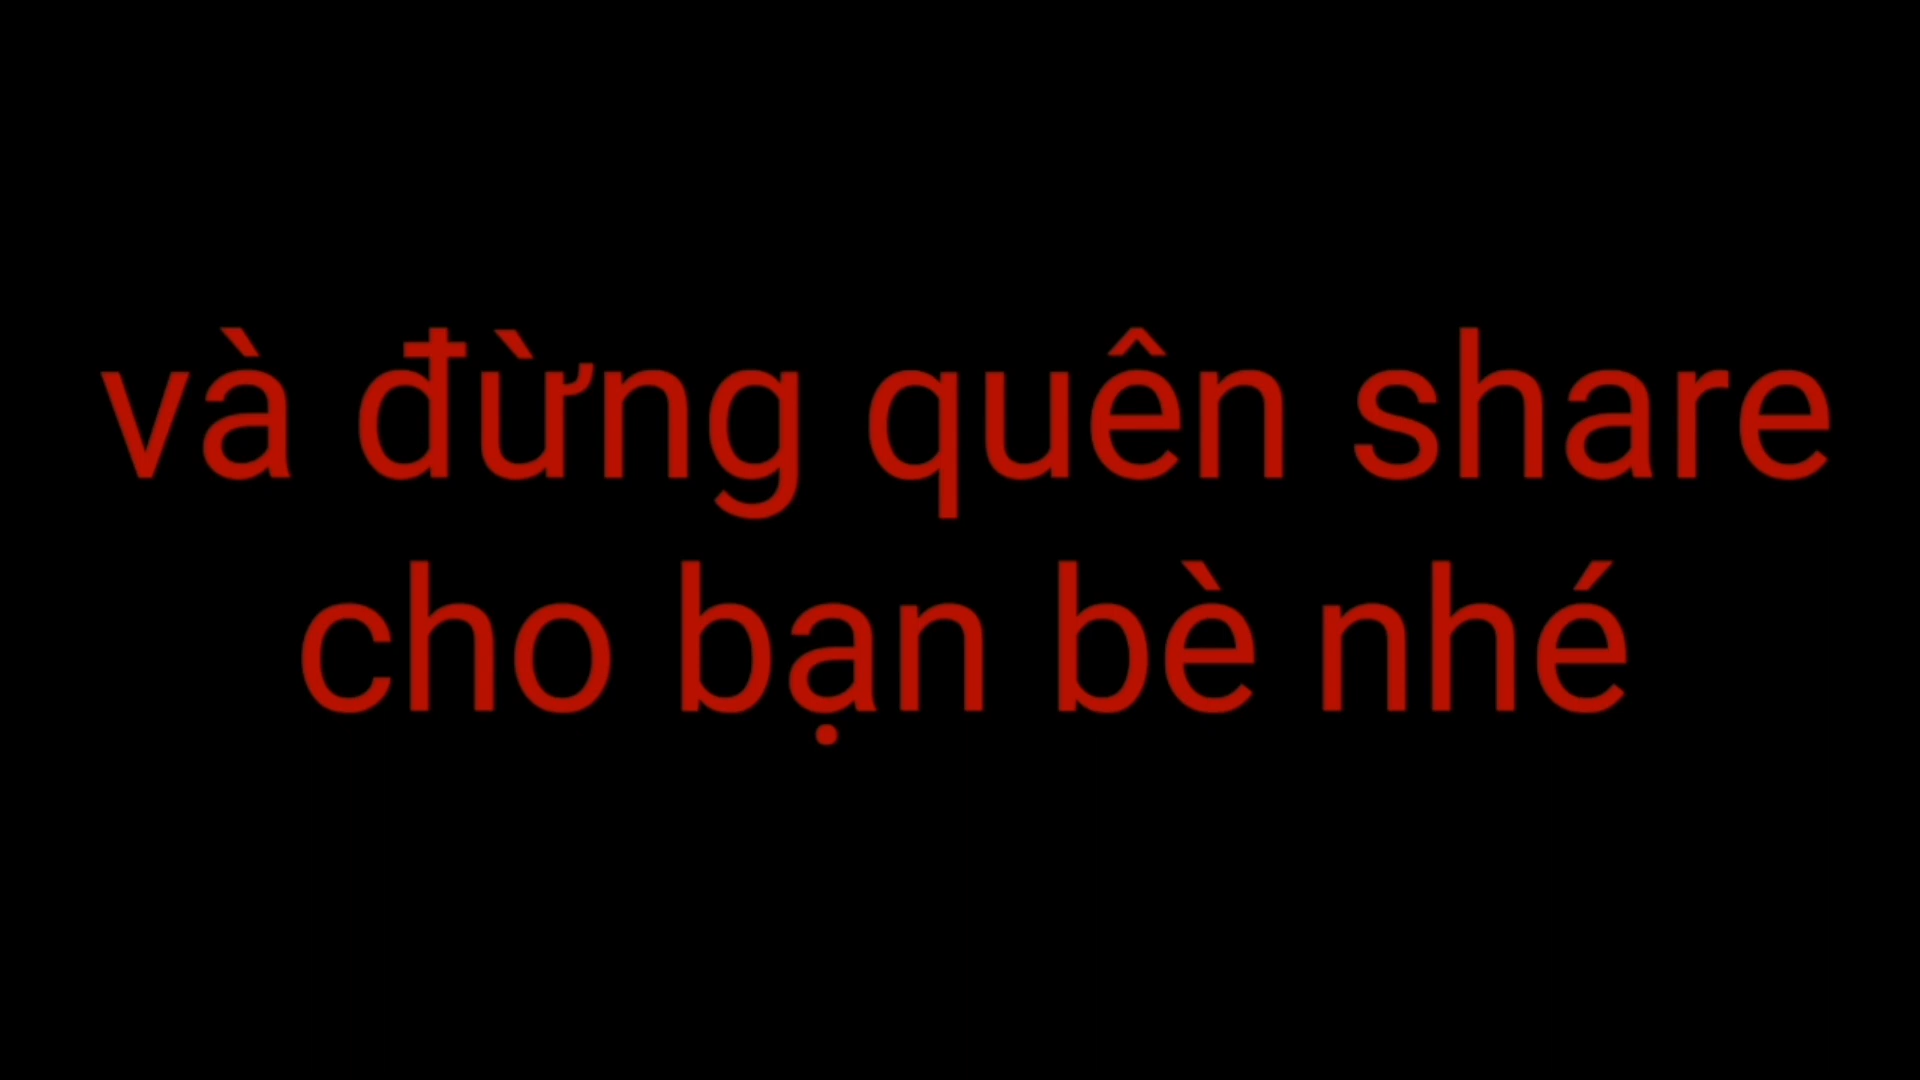 và đừng quên share
cho bạn bè nhé